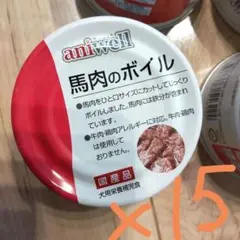 aniwell
馬肉のボイル
●馬肉をひと口サイズにカットしてじっくり
ボイルしました。馬肉には鉄分が含まれ
ています。
●牛肉・鶏肉アレルギーに対応。牛肉・鶏肉
は使用して
おりません。
国産品
犬用栄養補完食
×15